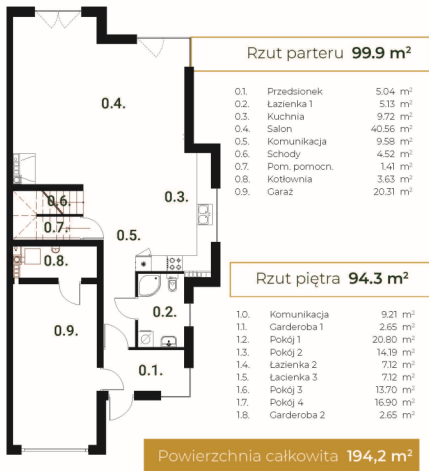 Rzut parteru 99.9 m²
0.1. Przedsionek 5.04 m²
0.2. Łazienka 1 5.13 m²
0.3. Kuchnia 9.72 m²
0.4. Salon 40.56 m²
0.5. Komunikacja 9.58 m²
0.6. Schody 4.52 m²
0.7. Pom. pomocn. 1.41 m²
0.8. Kotłownia 3.63 m²
0.9. Garaż 20.31 m²
0.4.
0.3.
0.6.
0.7.
0.5.
0.8.
0.2.
0.9.
0.1.
Rzut piętra 94.3 m²
1.0. Komunikacja 9.21 m²
1.1. Garderoba 1 2.65 m²
1.2. Pokój 1 20.80 m²
1.3. Pokój 2 14.19 m²
1.4. Łazienka 2 7.12 m²
1.5. Łacienka 3 7.12 m²
1.6. Pokój 3 13.70 m²
1.7. Pokój 4 16.90 m²
1.8. Garderoba 2 2.65 m²
Powierzchnia całkowita 194,2 m²